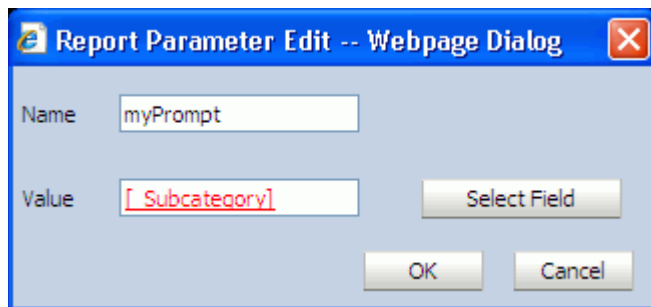 Report Parameter Edit -- Webpage Dialog
Name myPrompt
Value [_Subcategory] Select Field
OK Cancel